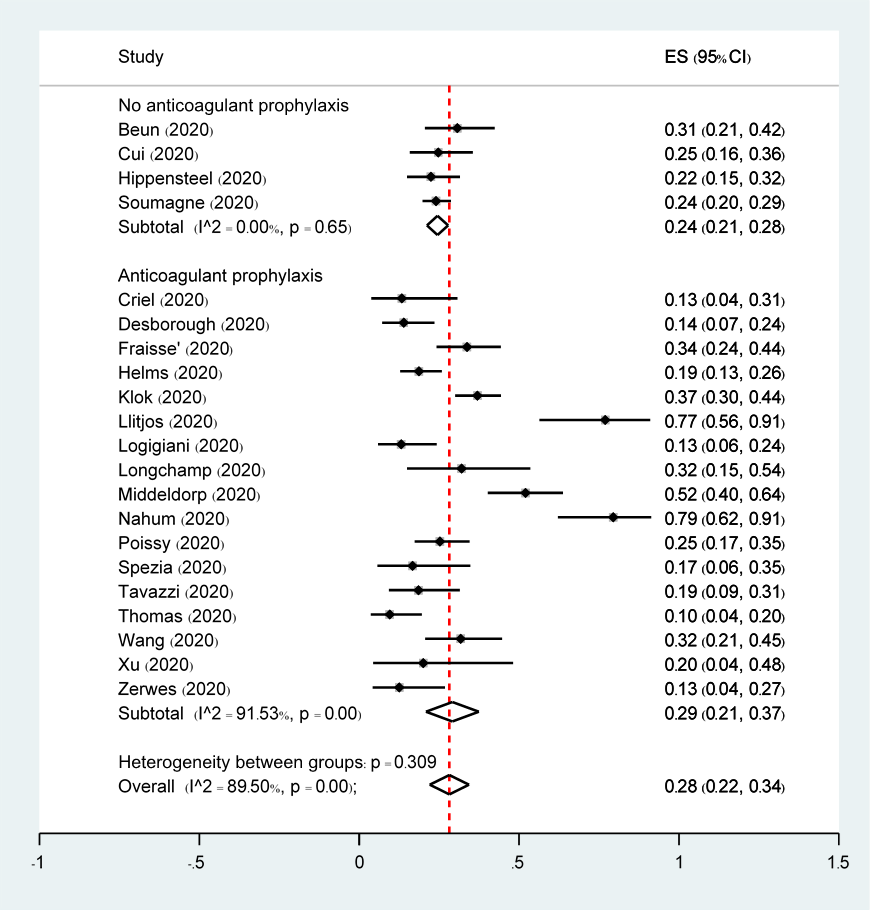 Study ES (95%CI)
No anticoagulant prophylaxis
Beun (2020) 0.31 (0.21, 0.42)
Cui (2020) 0.25 (0.16, 0.36)
Hippensteel (2020) 0.22 (0.15, 0.32)
Soumagne (2020) 0.24 (0.20, 0.29)
Subtotal (I^2 = 0.00%, p = 0.65) 0.24 (0.21, 0.28)
Anticoagulant prophylaxis
Criel (2020) 0.13 (0.04, 0.31)
Desborough (2020) 0.14 (0.07, 0.24)
Fraisse' (2020) 0.34 (0.24, 0.44)
Helms (2020) 0.19 (0.13, 0.26)
Klok (2020) 0.37 (0.30, 0.44)
Llitjos (2020) 0.77 (0.56, 0.91)
Logigiani (2020) 0.13 (0.06, 0.24)
Longchamp (2020) 0.32 (0.15, 0.54)
Middeldorp (2020) 0.52 (0.40, 0.64)
Nahum (2020) 0.79 (0.62, 0.91)
Poissy (2020) 0.25 (0.17, 0.35)
Spezia (2020) 0.17 (0.06, 0.35)
Tavazzi (2020) 0.19 (0.09, 0.31)
Thomas (2020) 0.10 (0.04, 0.20)
Wang (2020) 0.32 (0.21, 0.45)
Xu (2020) 0.20 (0.04, 0.48)
Zerwes (2020) 0.13 (0.04, 0.27)
Subtotal (I^2 = 91.53%, p = 0.00) 0.29 (0.21, 0.37)
Heterogeneity between groups: p = 0.309
Overall (I^2 = 89.50%, p = 0.00); 0.28 (0.22, 0.34)
-1 -.5 0 .5 1 1.5